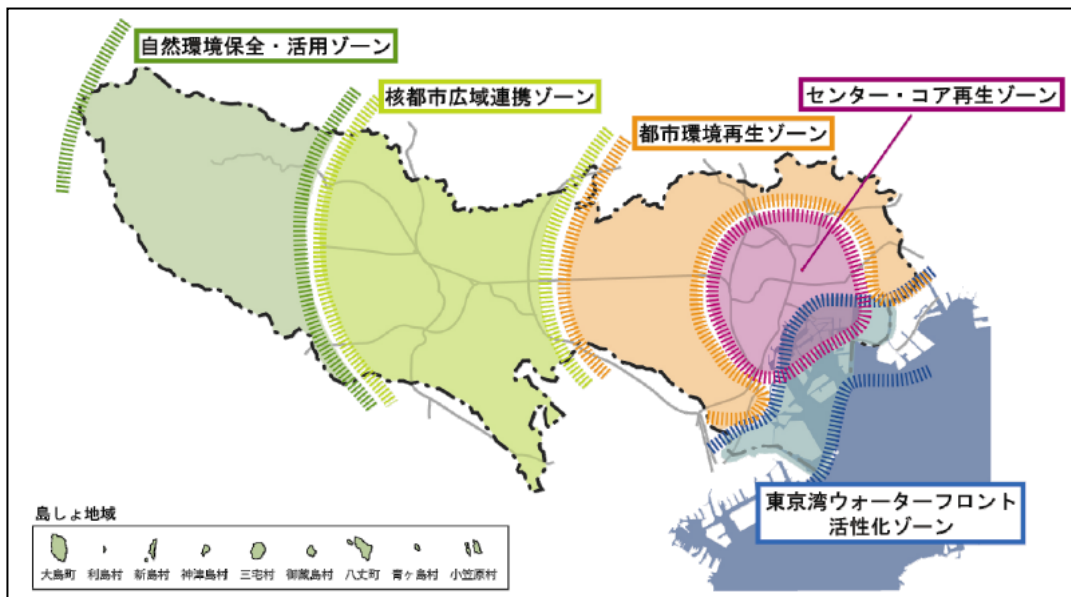 自然環境保全・活用ゾーン
核都市広域連携ゾーン
センター・コア再生ゾーン
都市環境再生ゾーン
東京湾ウォーターフロント
活性化ゾーン
島しょ地域
大島町 利島村 新島村 神津島村 三宅村 御蔵島村 八丈町 青ヶ島村 小笠原村